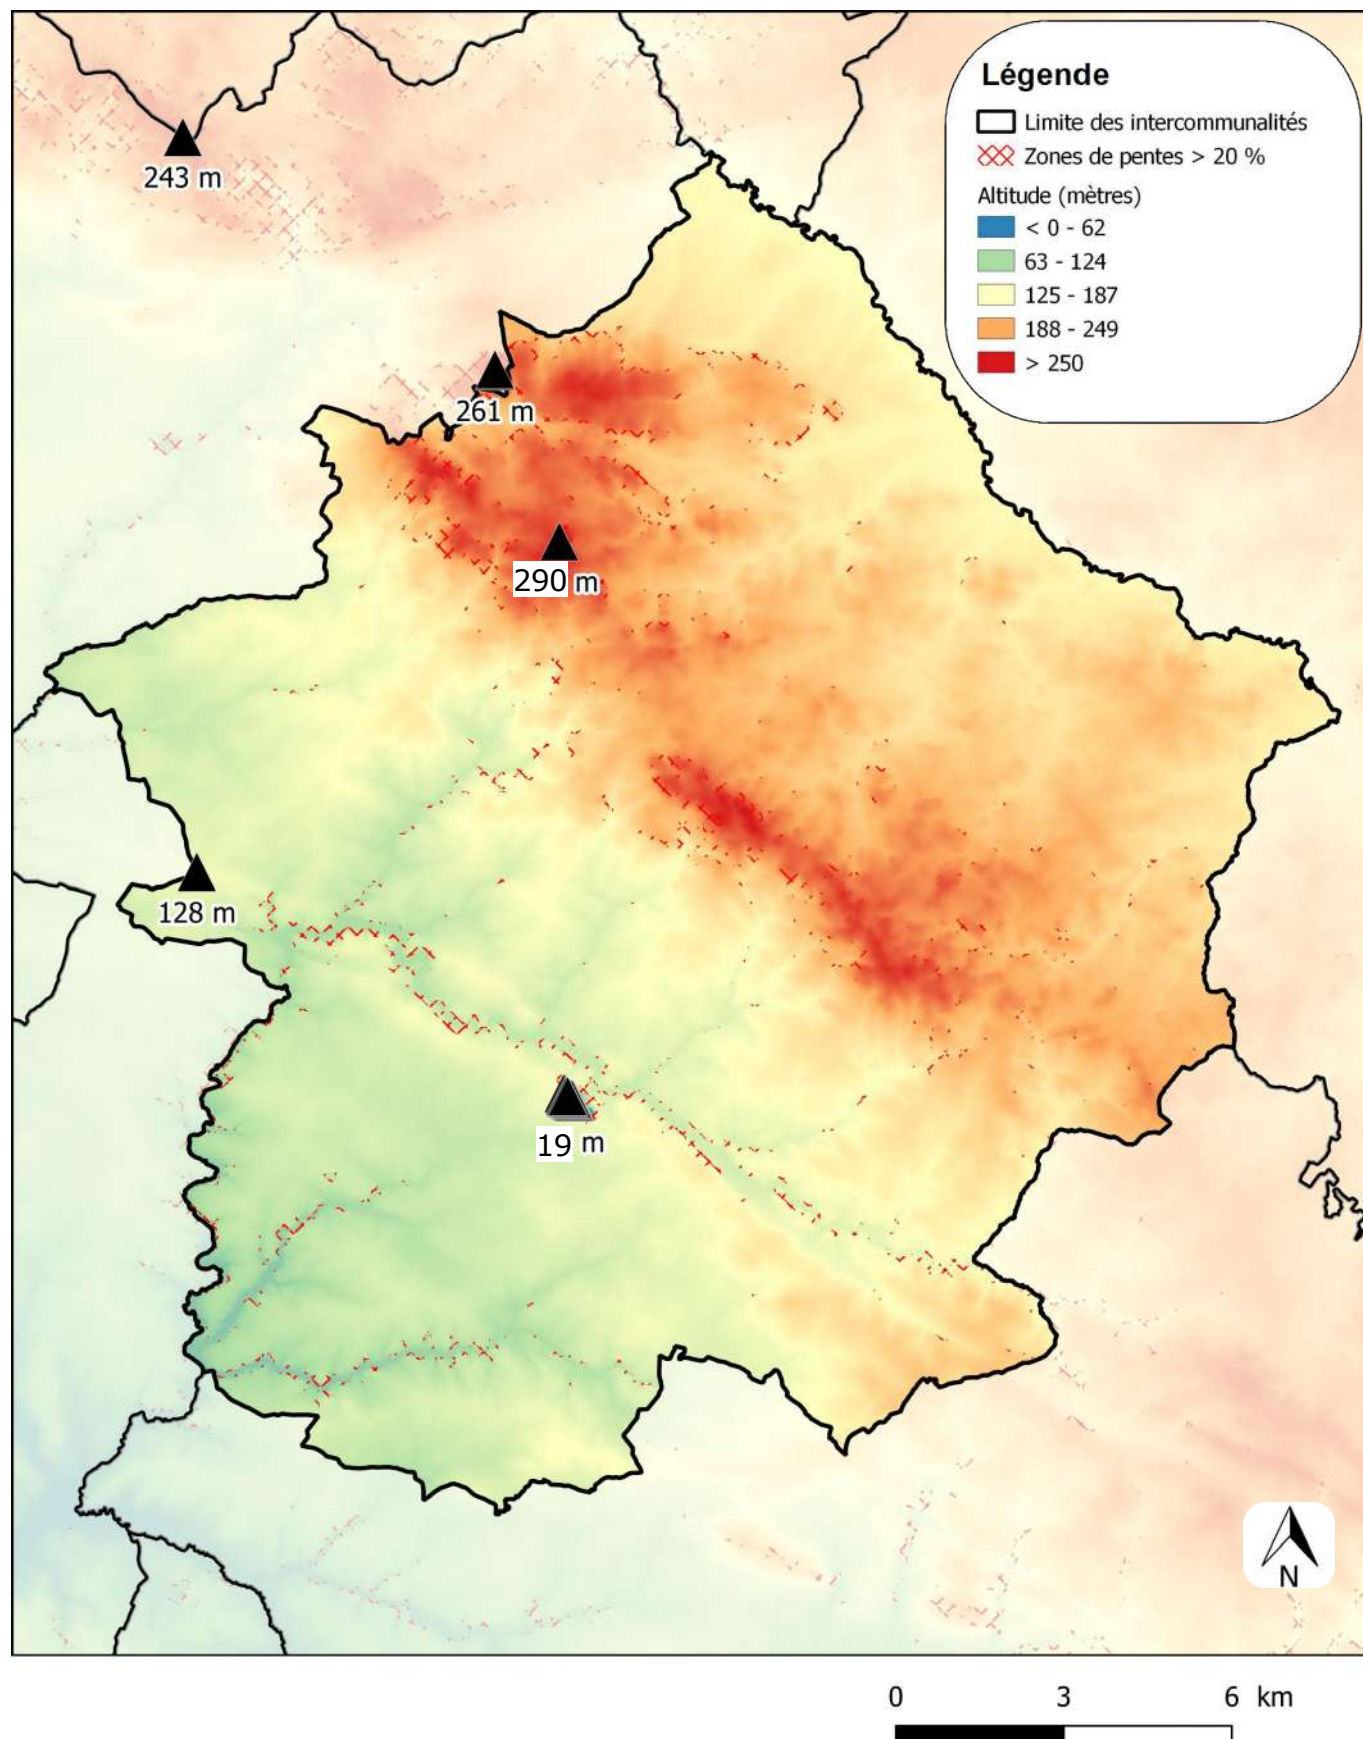 Légende
Limite des intercommunalités
Zones de pentes > 20 %
Altitude (mètres)
< 0 - 62
63 - 124
125 - 187
188 - 249
> 250
243 m
261 m
290 m
128 m
19 m
N
0 3 6 km